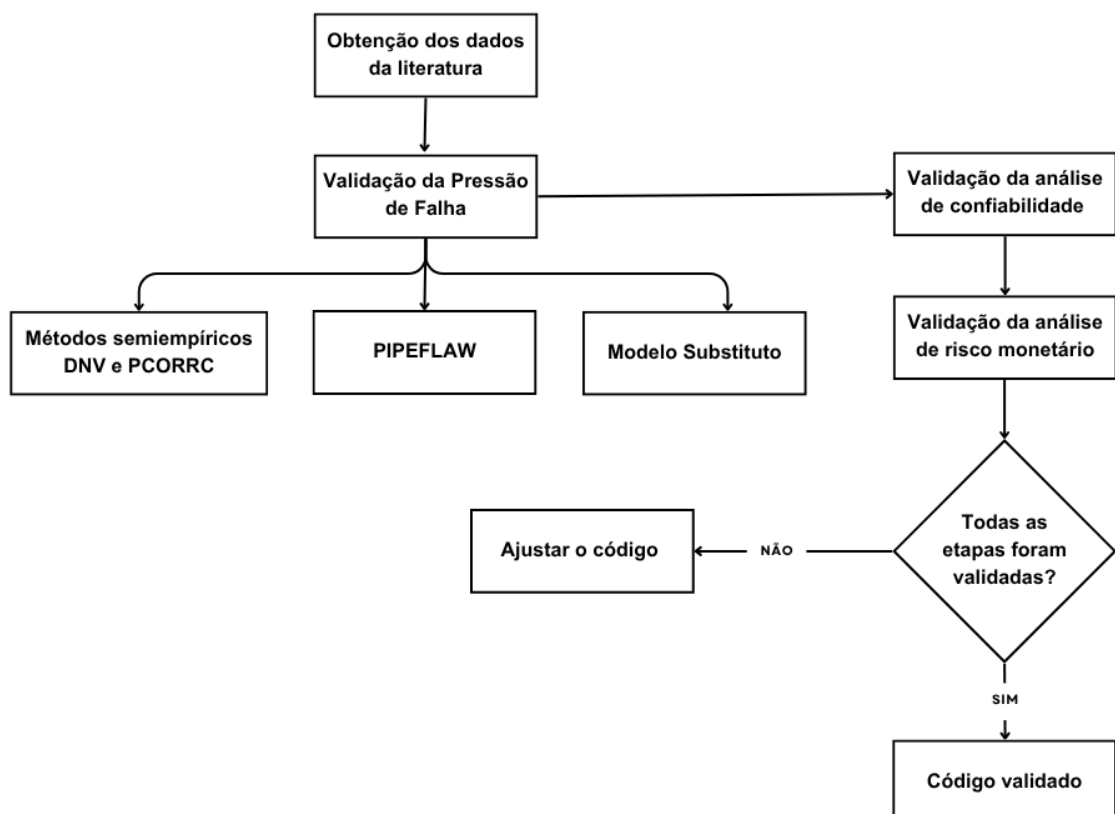 Obtenção dos dados
da literatura
Validação da Pressão
de Falha
Validação da análise
de confiabilidade
Métodos semiempíricos
DNV e PCORRC
PIPEFLAW
Modelo Substituto
Validação da análise
de risco monetário
Todas as
etapas foram
validadas?
NÃO
Ajustar o código
SIM
Código validado